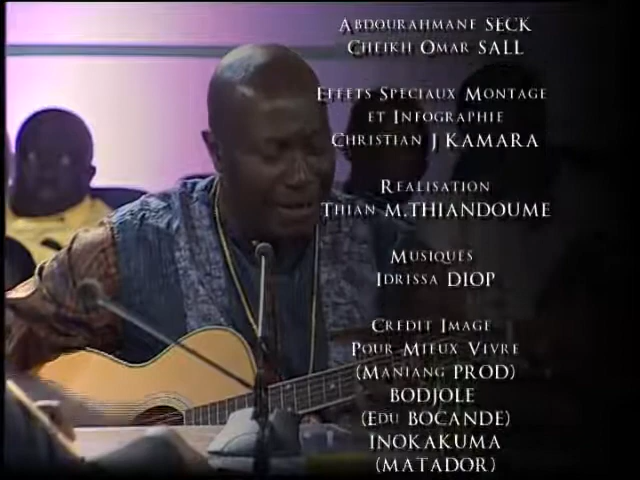 ABDOURAHMANE SECK
CHEIKH OMAR SALL
EFFETS SPECIAUX MONTAGE
ET INFOGRAPHIE
CHRISTIAN J KAMARA
REALISATION
THIAN M.THIANDOUME
MUSIQUES
IDRISSA DIOP
CREDIT IMAGE
POUR MIEUX VIVRE
(MANIANG PROD)
BODJOLE
(EDU BOCANDE)
INOKAKUMA
(MATADOR)